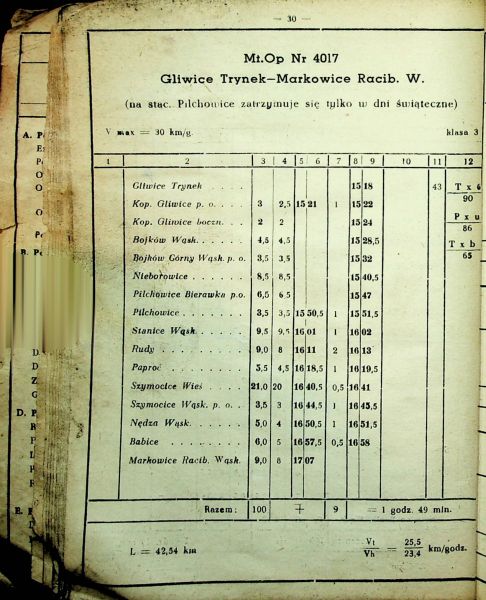 — 30 —
Mt.Op Nr 4017
Gliwice Trynek—Markowice Racib. W.
(na stac. Pilchowice zatrzymuje się tylko w dni świąteczne)
V max = 30 km/g. klasa 3
1 2 3 4 5 6 7 8 9 10 11 12
Gliwice Trynek . . . . 15 18 43 T x 6
Kop. Gliwice p. o. . . . 3 2,5 15 21 1 15 22 90
Kop. Gliwice boczn. . . 2 2 15 24 P x u
86
Bojków Wąsk. . . . . . 4,5 4,5 15 28,5 T x b
Bojków Górny Wąsk. p. o. 3,5 3,5 15 32 65
Nieborowice . . . . . . 8,5 8,5 15 40,5
Pilchowice Bierawka p.o. 6,5 6,5 15 47
Pilchowice . . . . . . 3,5 3,5 15 50,5 1 15 51,5
Stanice Wąsk. . . . . . 9,5 9,5 16 01 1 16 02
Rudy . . . . . . . . . 9,0 8 16 11 2 16 13
Paproć . . . . . . . . 5,5 4,5 16 18,5 1 16 19,5
Szymocice Wieś . . . . 21,0 20 16 40,5 0,5 16 41
Szymocice Wąsk. p. o. . 3,5 3 16 44,5 1 16 45,5
Nędza Wąsk. . . . . . 5,0 4 16 50,5 1 16 51,5
Babice . . . . . . . . 6,0 5 16 57,5 0,5 16 58
Markowice Racib. Wąsk. 9,0 8 17 07
Razem: 100 + 9 = 1 godz. 49 min.
L = 42,54 km Vt/Vh = 25,5/23,4 km/godz.